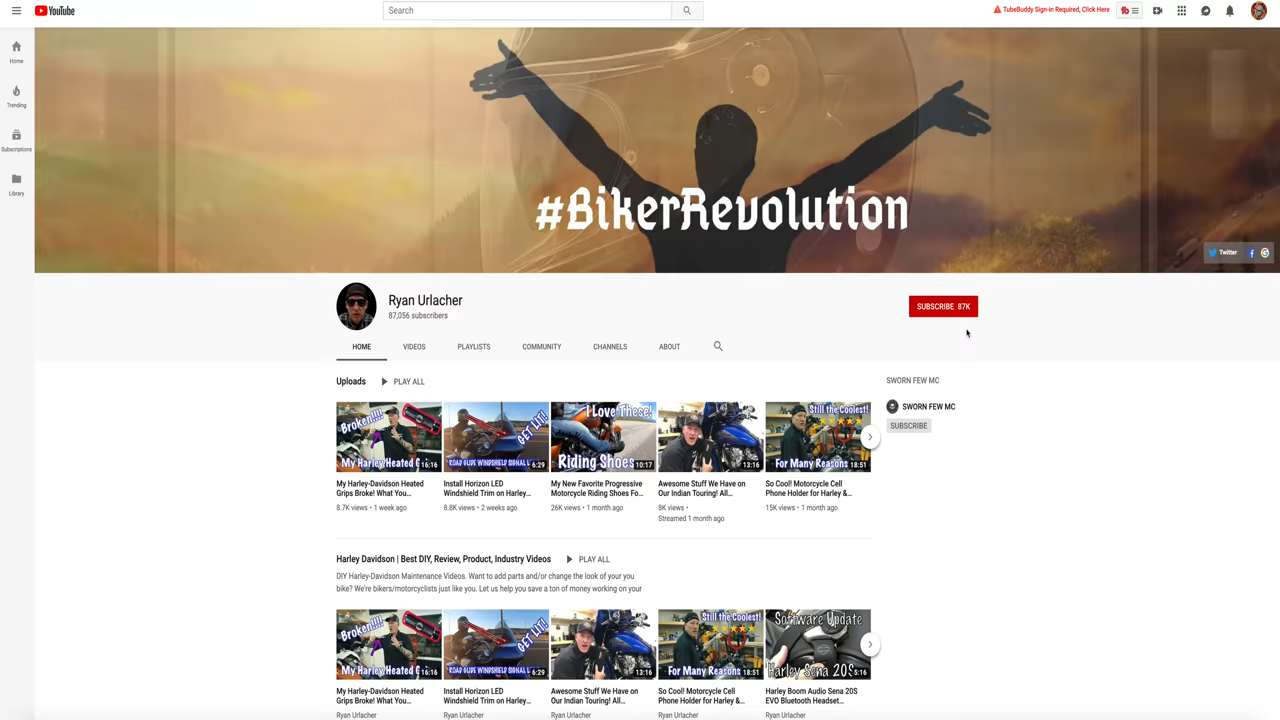 YouTube
Search
TubeBuddy Sign-in Required, Click Here
tb
Home
Trending
Subscriptions
Library
#BikerRevolution
Twitter
Ryan Urlacher
87,056 subscribers
SUBSCRIBE 87K
HOME VIDEOS PLAYLISTS COMMUNITY CHANNELS ABOUT
Uploads PLAY ALL
SWORN FEW MC
SWORN FEW MC
SUBSCRIBE
Broken!!!!
My Harley Heated G
16:16
GET LIT!
ROAD GLIDE WINDSHIELD SIGNAL L
6:29
I Love These!
Riding Shoes
10:17
13:16
Still the Coolest!
For Many Reasons
18:51
My Harley-Davidson Heated
Grips Broke! What You...
8.7K views • 1 week ago
Install Horizon LED
Windshield Trim on Harley...
8.8K views • 2 weeks ago
My New Favorite Progressive
Motorcycle Riding Shoes Fo...
26K views • 1 month ago
Awesome Stuff We Have on
Our Indian Touring! All...
8K views •
Streamed 1 month ago
So Cool! Motorcycle Cell
Phone Holder for Harley &...
15K views • 1 month ago
Harley Davidson | Best DIY, Review, Product, Industry Videos PLAY ALL
DIY Harley-Davidson Maintenance Videos. Want to add parts and/or change the look of your you
bike? We're bikers/motorcyclists just like you. Let us help you save a ton of money working on your
Broken!!!!
My Harley Heated G
16:16
GET LIT!
ROAD GLIDE WINDSHIELD SIGNAL L
6:29
13:16
Still the Coolest!
For Many Reasons
18:51
Software Update
Harley Sena 20S
5:16
My Harley-Davidson Heated
Grips Broke! What You...
Ryan Urlacher
Install Horizon LED
Windshield Trim on Harley...
Ryan Urlacher
Awesome Stuff We Have on
Our Indian Touring! All...
Ryan Urlacher
So Cool! Motorcycle Cell
Phone Holder for Harley &...
Ryan Urlacher
Harley Boom Audio Sena 20S
EVO Bluetooth Headset...
Ryan Urlacher